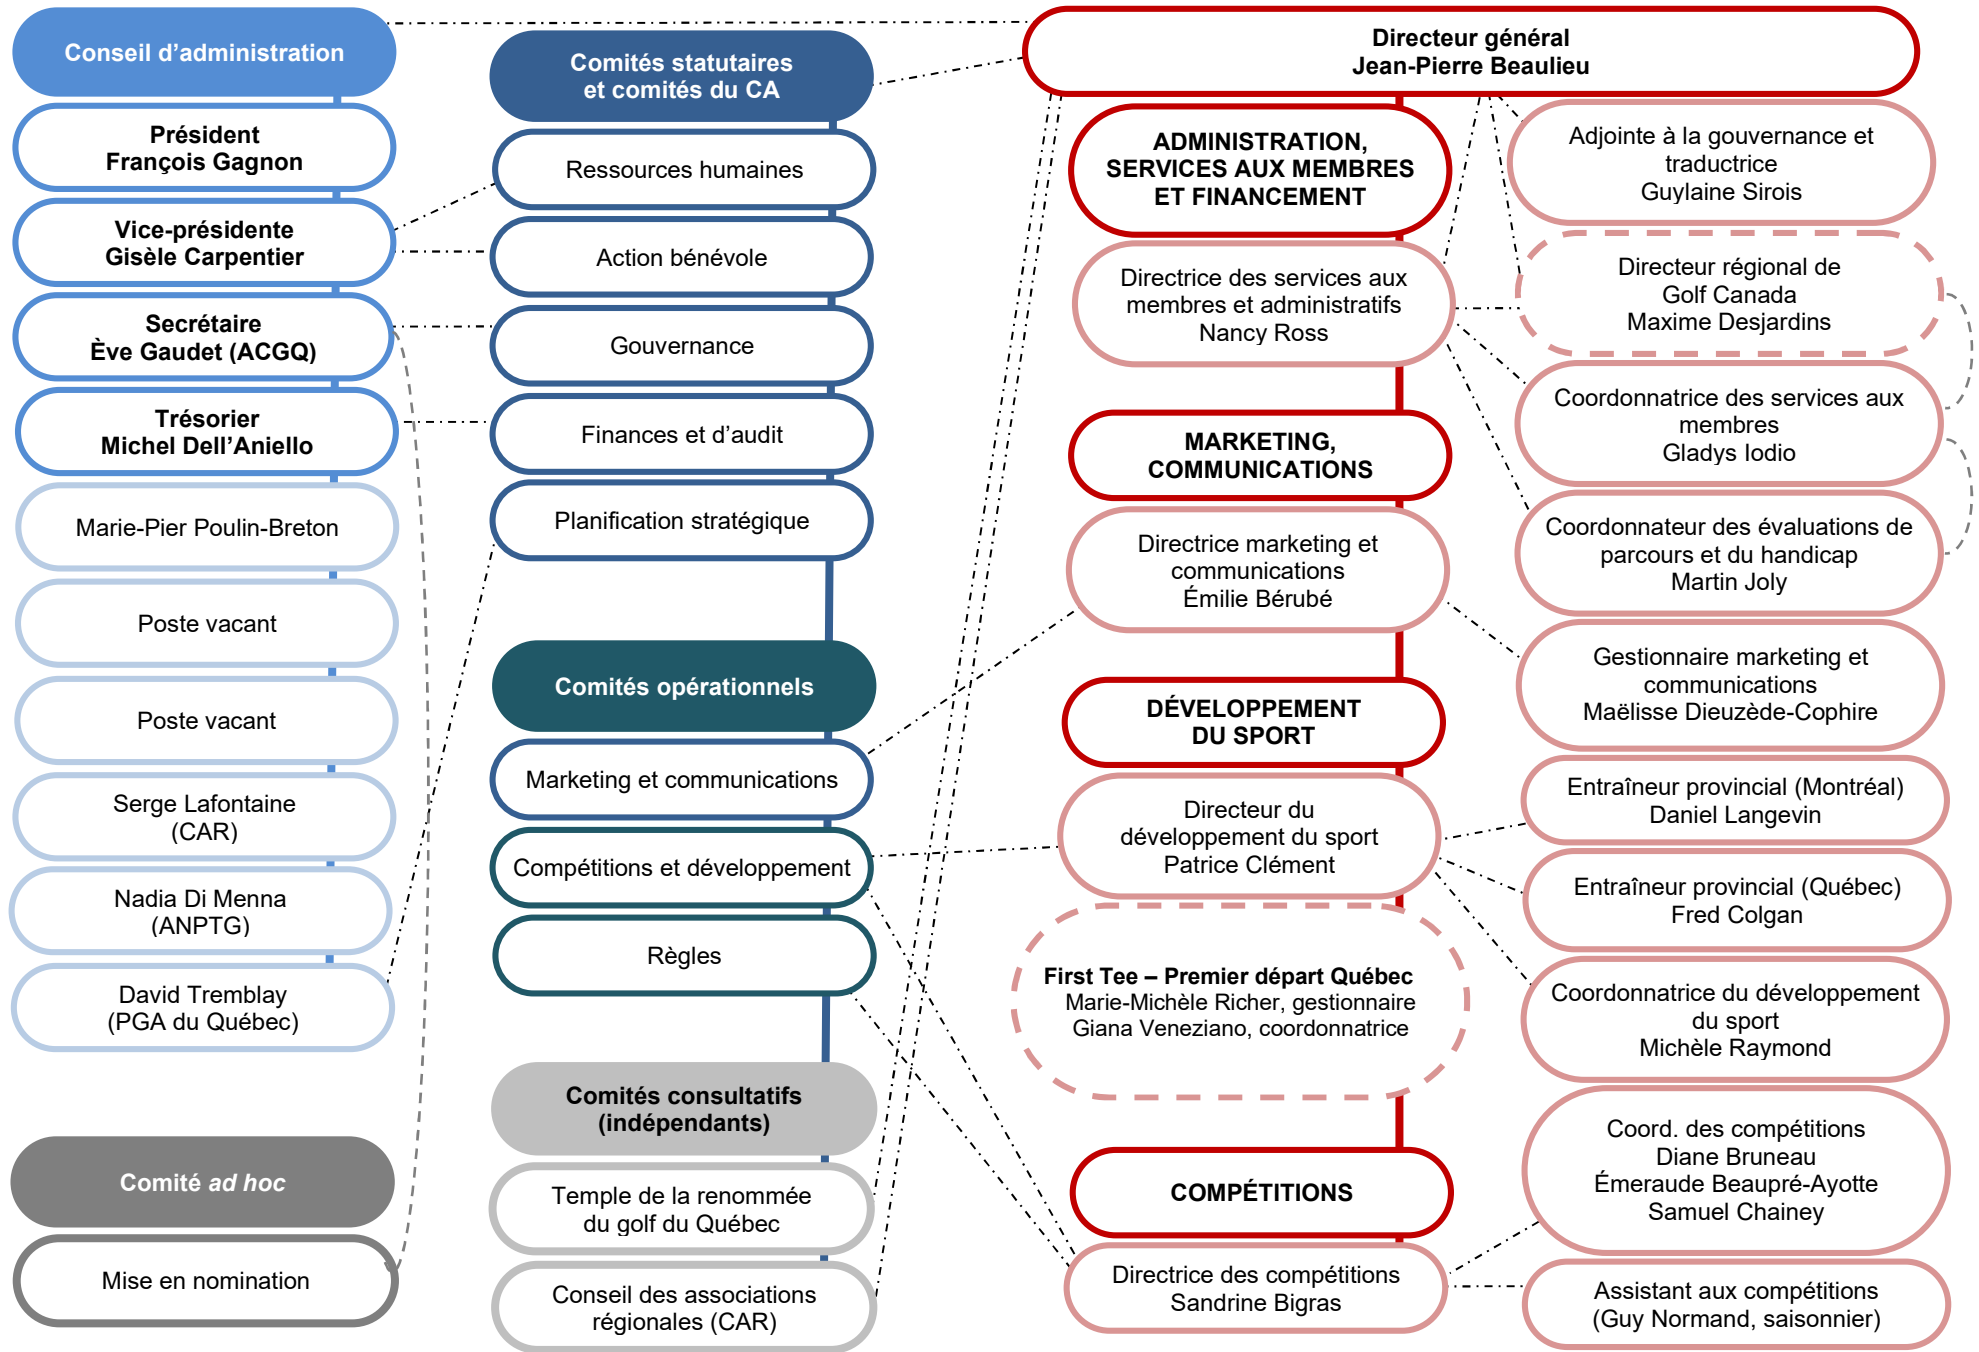 Conseil d’administration
Président
François Gagnon
Vice-présidente
Gisèle Carpentier
Secrétaire
Ève Gaudet (ACGQ)
Trésorier
Michel Dell’Aniello
Marie-Pier Poulin-Breton
Poste vacant
Poste vacant
Serge Lafontaine
(CAR)
Nadia Di Menna
(ANPTG)
David Tremblay
(PGA du Québec)
Comité ad hoc
Mise en nomination
Comités statutaires
et comités du CA
Ressources humaines
Action bénévole
Gouvernance
Finances et d’audit
Planification stratégique
Comités opérationnels
Marketing et communications
Compétitions et développement
Règles
Comités consultatifs
(indépendants)
Temple de la renommée
du golf du Québec
Conseil des associations
régionales (CAR)
Directeur général
Jean-Pierre Beaulieu
ADMINISTRATION,
SERVICES AUX MEMBRES
ET FINANCEMENT
Directrice des services aux
membres et administratifs
Nancy Ross
MARKETING,
COMMUNICATIONS
Directrice marketing et
communications
Émilie Bérubé
DÉVELOPPEMENT
DU SPORT
Directeur du
développement du sport
Patrice Clément
First Tee – Premier départ Québec
Marie-Michèle Richer, gestionnaire
Giana Veneziano, coordonnatrice
COMPÉTITIONS
Directrice des compétitions
Sandrine Bigras
Adjointe à la gouvernance et
traductrice
Guylaine Sirois
Directeur régional de
Golf Canada
Maxime Desjardins
Coordonnatrice des services aux
membres
Gladys Iodio
Coordonnateur des évaluations de
parcours et du handicap
Martin Joly
Gestionnaire marketing et
communications
Maëlisse Dieuzède-Cophire
Entraîneur provincial (Montréal)
Daniel Langevin
Entraîneur provincial (Québec)
Fred Colgan
Coordonnatrice du développement
du sport
Michèle Raymond
Coord. des compétitions
Diane Bruneau
Émeraude Beaupré-Ayotte
Samuel Chainey
Assistant aux compétitions
(Guy Normand, saisonnier)